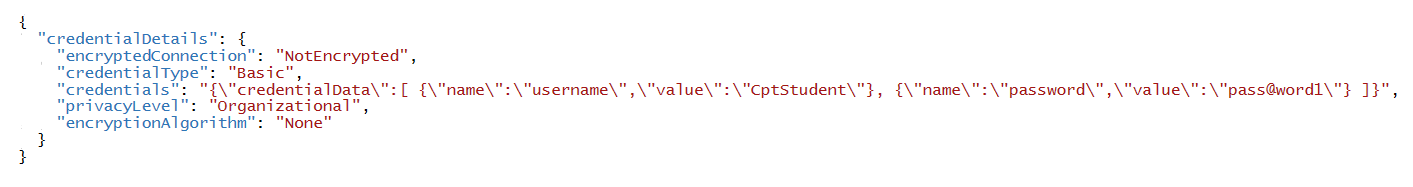 {
"credentialDetails": {
"encryptedConnection": "NotEncrypted",
"credentialType": "Basic",
"credentials": "{\"credentialData\":[ {\"name\":\"username\",\"value\":\"CptStudent\"}, {\"name\":\"password\",\"value\":\"pass@word1\"} ]}",
"privacyLevel": "Organizational",
"encryptionAlgorithm": "None"
}
}